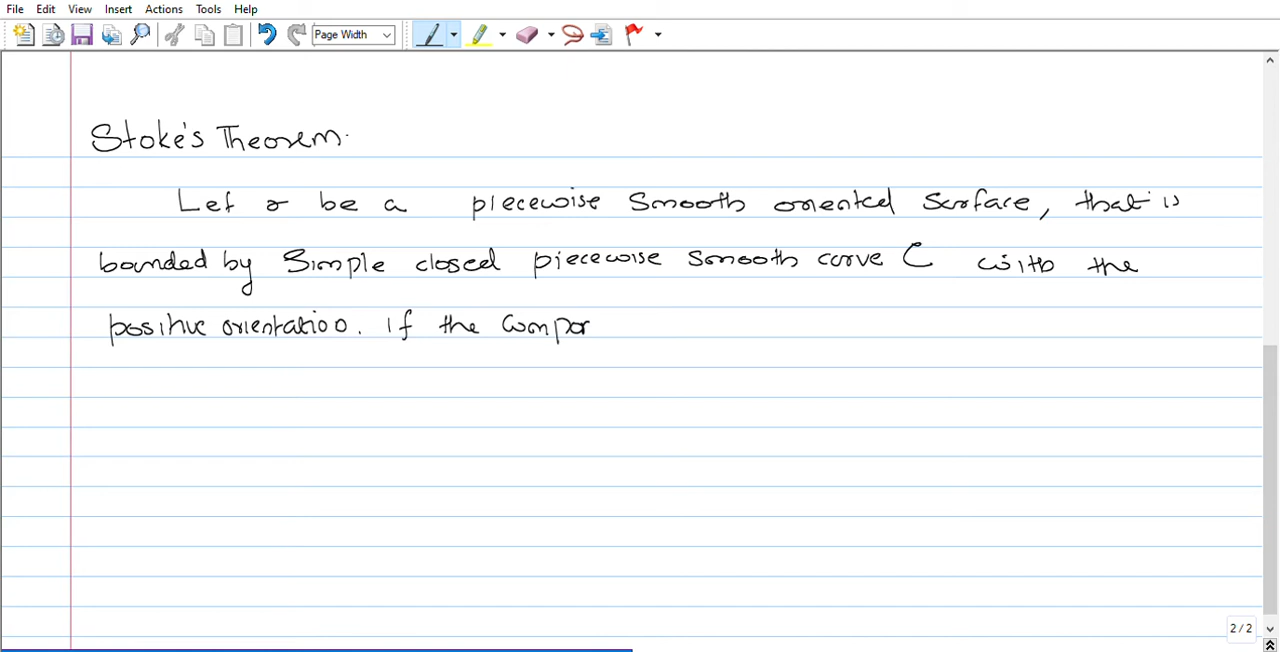 File Edit View Insert Actions Tools Help
Page Width
Stoke's Theorem.
Let σ be a piecewise smooth oriented surface, that is
bounded by simple closed piecewise smooth curve C with the
positive orientation. If the compon
2 / 2